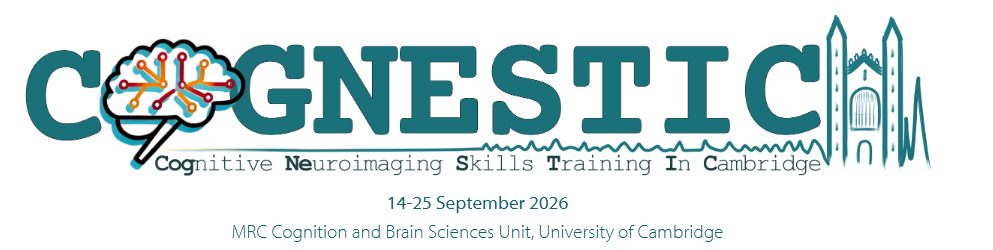 COGNESTIC
Cognitive Neuroimaging Skills Training In Cambridge
14-25 September 2026
MRC Cognition and Brain Sciences Unit, University of Cambridge